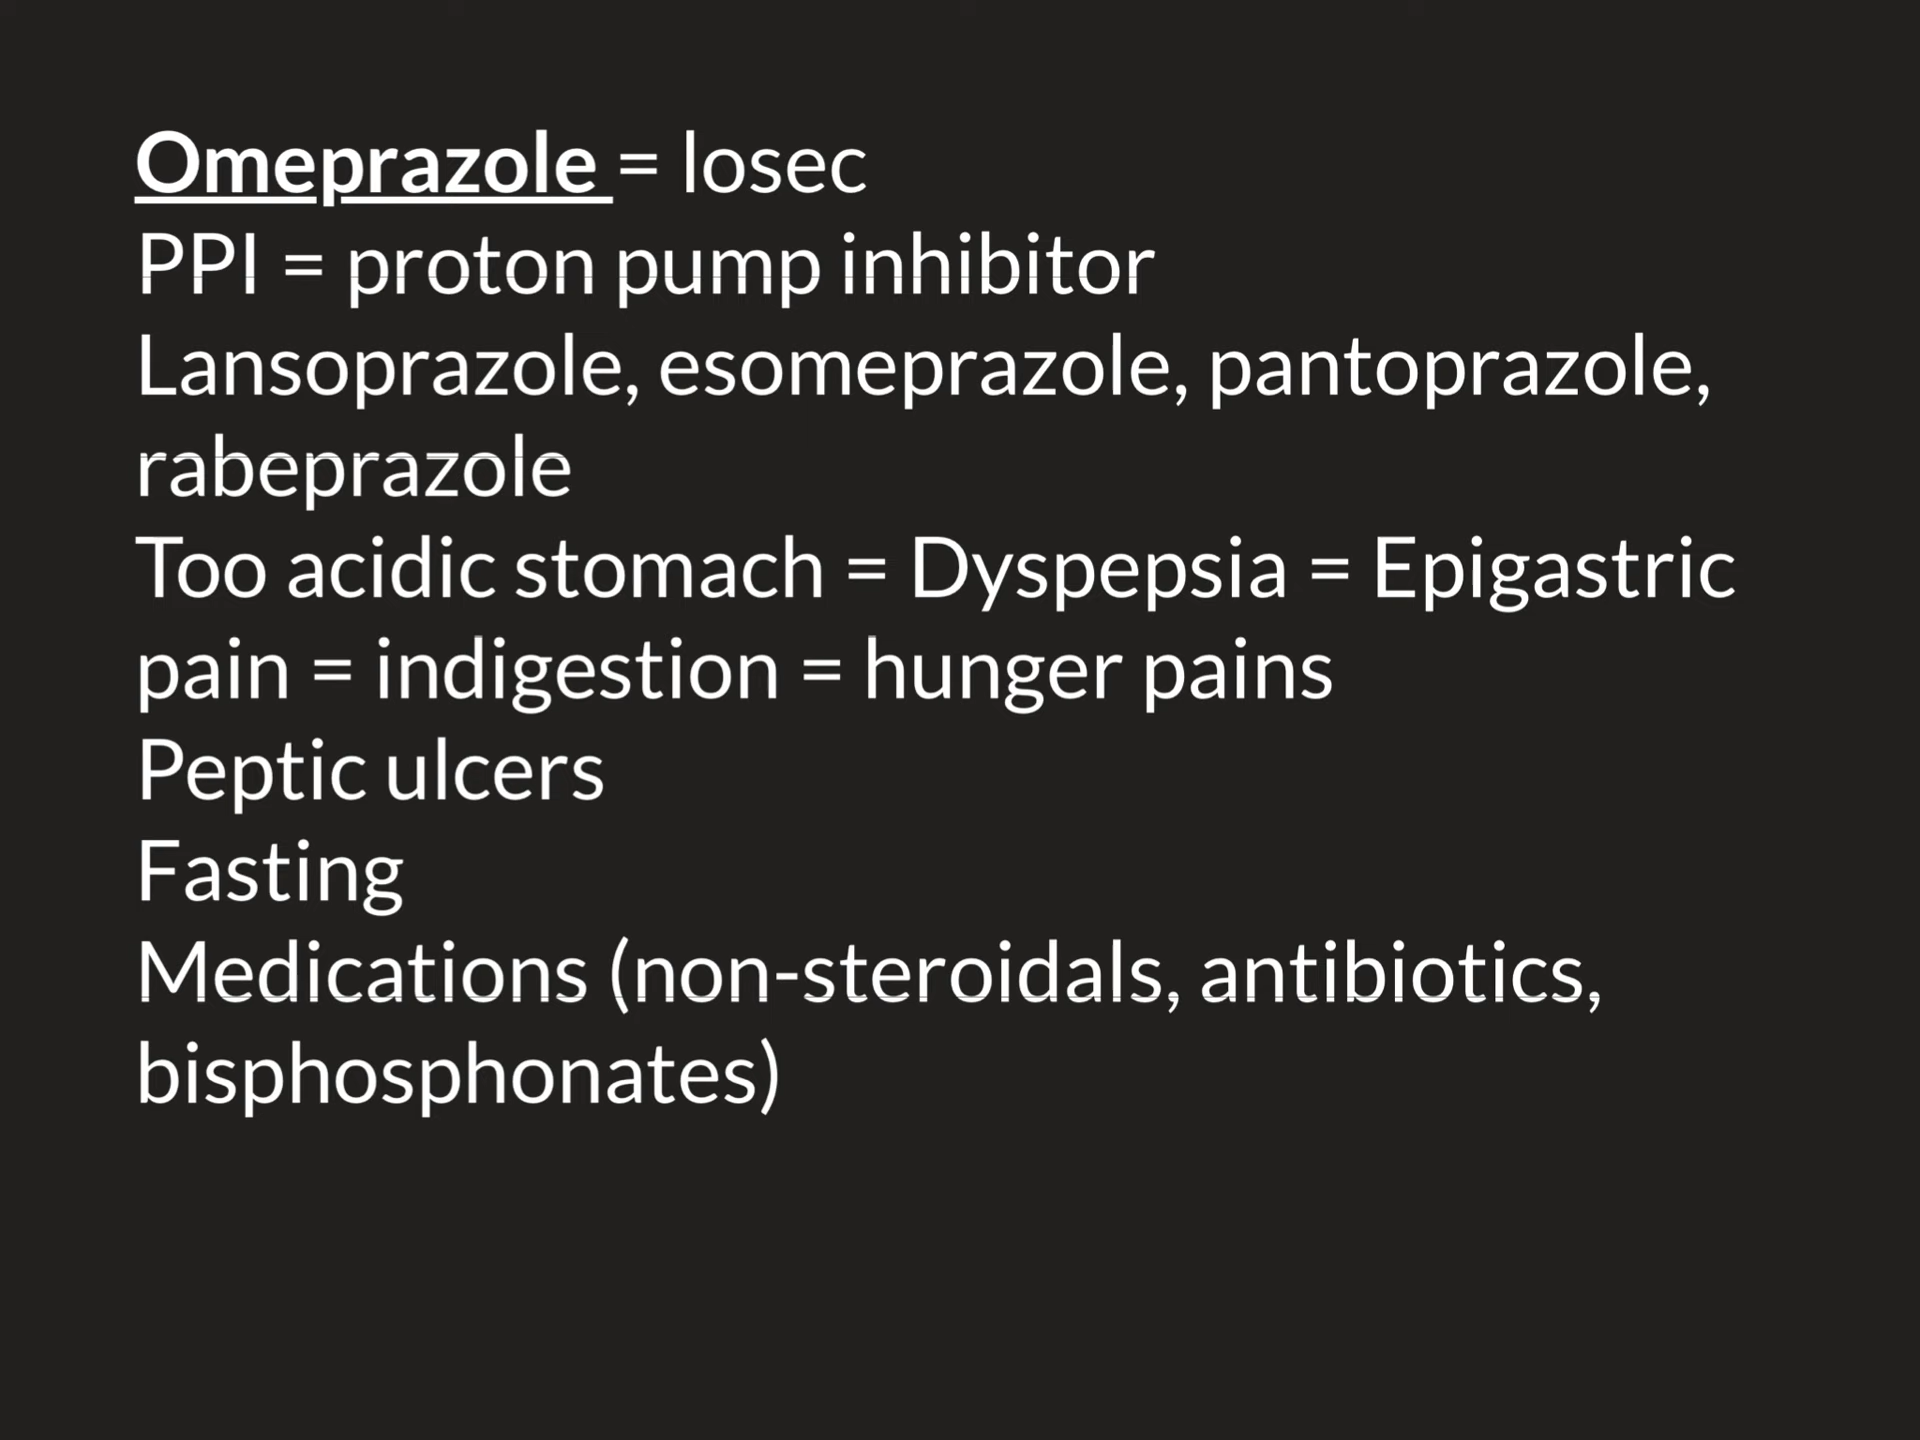 Omeprazole = losec
PPI = proton pump inhibitor
Lansoprazole, esomeprazole, pantoprazole,
rabeprazole
Too acidic stomach = Dyspepsia = Epigastric
pain = indigestion = hunger pains
Peptic ulcers
Fasting
Medications (non-steroidals, antibiotics,
bisphosphonates)